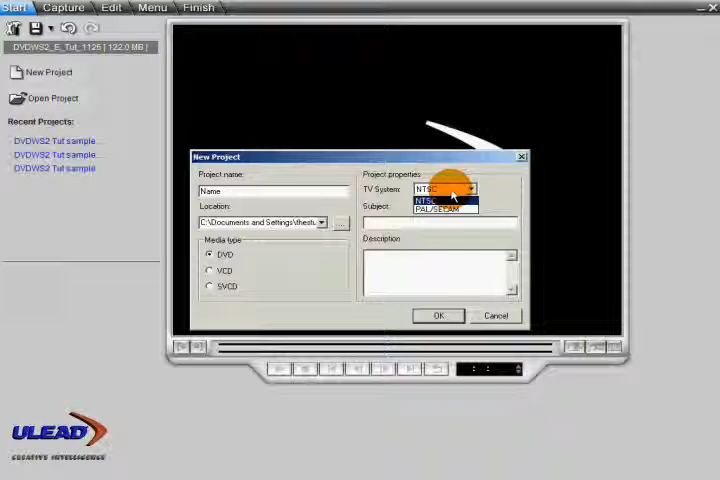 Start Capture Edit Menu Finish
DVDWS2_E_Tut_1125 [ 122.0 MB ]
New Project
Open Project
Recent Projects:
DVDWS2 Tut sample...
DVDWS2 Tut sample...
DVDWS2 Tut sample
New Project
Project name:
Name
Location:
C:\Documents and Settings\thestu
...
Media type
DVD
VCD
SVCD
Project properties
TV System:
NTSC
NTSC
PAL/SECAM
Subject:
Description
OK
Cancel
: :
ULEAD
CREATIVE INTELLIGENCE